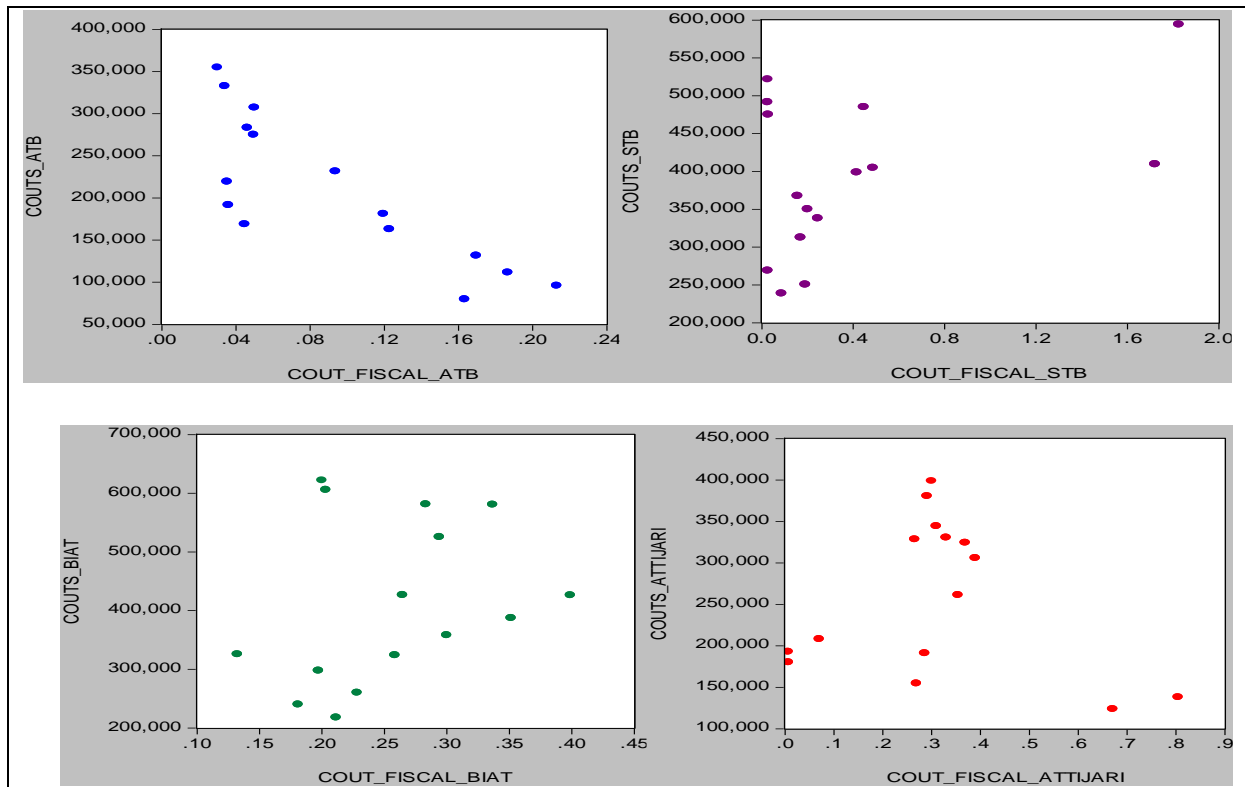 400,000
350,000
300,000
250,000
200,000
150,000
100,000
50,000
COUTS_ATB
.00 .04 .08 .12 .16 .20 .24
COUT_FISCAL_ATB
600,000
550,000
500,000
450,000
400,000
350,000
300,000
250,000
200,000
COUTS_STB
0.0 0.4 0.8 1.2 1.6 2.0
COUT_FISCAL_STB
700,000
600,000
500,000
400,000
300,000
200,000
COUTS_BIAT
.10 .15 .20 .25 .30 .35 .40 .45
COUT_FISCAL_BIAT
450,000
400,000
350,000
300,000
250,000
200,000
150,000
100,000
COUTS_ATTIJARI
.0 .1 .2 .3 .4 .5 .6 .7 .8 .9
COUT_FISCAL_ATTIJARI